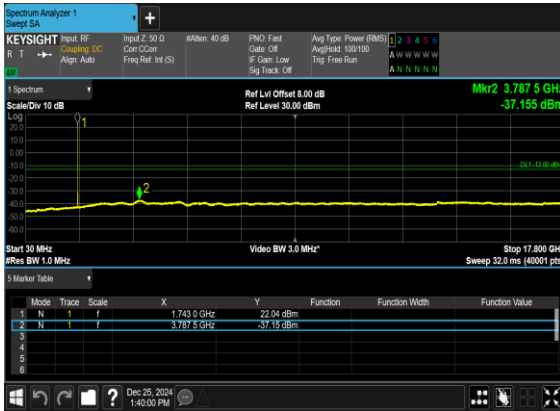 Spectrum Analyzer 1
Swept SA
+
KEYSIGHT Input: RF Input Z: 50 Ω #Atten: 40 dB PNO: Fast Avg Type: Power (RMS) 1 2 3 4 5 6
R T Coupling: DC Corr CCorr Gate: Off Avg|Hold: 100/100 A W W W W W
Align: Auto Freq Ref: Int (S) IF Gain: Low Trig: Free Run
Sig Track: Off A N N N N N
1 Spectrum
Ref Lvl Offset 8.00 dB Mkr2 3.787 5 GHz
Scale/Div 10 dB Ref Level 30.00 dBm -37.155 dBm
Log
20.0
10.0
0.00
-10.0
-20.0
-30.0
-40.0
-50.0
-60.0
1
2
DL1 -13.00 dBm
Start 30 MHz Video BW 3.0 MHz* Stop 17.800 GHz
#Res BW 1.0 MHz Sweep 32.0 ms (40001 pts)
5 Marker Table
Mode Trace Scale X Y Function Function Width Function Value
1 N 1 f 1.743 0 GHz 22.04 dBm
2 N 1 f 3.787 5 GHz -37.15 dBm
3
4
5
6
? Dec 25, 2024
1:40:00 PM